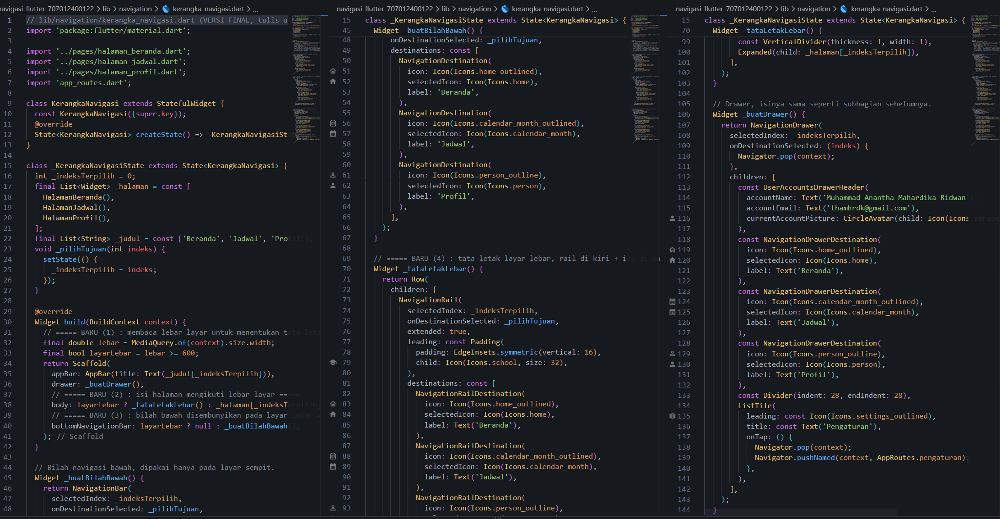 navigasi_flutter_707012400122 > lib > navigation > kerangka_navigasi.dart > ...
1 // lib/navigation/kerangka_navigasi.dart (VERSI FINAL, tulis u
2 import 'package:flutter/material.dart';
3
4 import '../pages/halaman_beranda.dart';
5 import '../pages/halaman_jadwal.dart';
6 import '../pages/halaman_profil.dart';
7 import 'app_routes.dart';
8
9 class KerangkaNavigasi extends StatefulWidget {
10 const KerangkaNavigasi({super.key});
11 @override
12 State<KerangkaNavigasi> createState() => _KerangkaNavigasiSta
13 }
14
15 class _KerangkaNavigasiState extends State<KerangkaNavigasi> {
16 int _indeksTerpilih = 0;
17 final List<Widget> _halaman = const [
18 HalamanBeranda(),
19 HalamanJadwal(),
20 HalamanProfil(),
21 ];
22 final List<String> _judul = const ['Beranda', 'Jadwal', 'Profil'];
23 void _pilihTujuan(int indeks) {
24 setState(() {
25 _indeksTerpilih = indeks;
26 });
27 }
28
29 @override
30 Widget build(BuildContext context) {
31 // ===== BARU (1) : membaca lebar layar untuk menentukan tata leta
32 final double lebar = MediaQuery.of(context).size.width;
33 final bool layarLebar = lebar >= 600;
34 return Scaffold(
35 appBar: AppBar(title: Text(_judul[_indeksTerpilih])),
36 drawer: _buatDrawer(),
37 // ===== BARU (2) : isi halaman mengikuti lebar layar =====
38 body: layarLebar ? _tataLetakLebar() : _halaman[_indeksTerpilih]
39 // ===== BARU (3) : bilah bawah disembunyikan pada layar lebar =
40 bottomNavigationBar: layarLebar ? null : _buatBilahBawah(),
41 ); // Scaffold
42 }
43
44 // Bilah navigasi bawah, dipakai hanya pada layar sempit.
45 Widget _buatBilahBawah() {
46 return NavigationBar(
47 selectedIndex: _indeksTerpilih,
48 onDestinationSelected: _pilihTujuan,
navigasi_flutter_707012400122 > lib > navigation > kerangka_navigasi.dart > ...
15 class _KerangkaNavigasiState extends State<KerangkaNavigasi> {
45 Widget _buatBilahBawah() {
48 onDestinationSelected: _pilihTujuan,
49 destinations: const [
50 NavigationDestination(
51 icon: Icon(Icons.home_outlined),
52 selectedIcon: Icon(Icons.home),
53 label: 'Beranda',
54 ),
55 NavigationDestination(
56 icon: Icon(Icons.calendar_month_outlined),
57 selectedIcon: Icon(Icons.calendar_month),
58 label: 'Jadwal',
59 ),
60 NavigationDestination(
61 icon: Icon(Icons.person_outline),
62 selectedIcon: Icon(Icons.person),
63 label: 'Profil',
64 ),
65 ],
66 );
67 }
68
69 // ===== BARU (4) : tata letak layar lebar, rail di kiri + isi di ka
70 Widget _tataLetakLebar() {
71 return Row(
72 children: [
73 NavigationRail(
74 selectedIndex: _indeksTerpilih,
75 onDestinationSelected: _pilihTujuan,
76 extended: true,
77 leading: const Padding(
78 padding: EdgeInsets.symmetric(vertical: 16),
79 child: Icon(Icons.school, size: 32),
80 ),
81 destinations: const [
82 NavigationRailDestination(
83 icon: Icon(Icons.home_outlined),
84 selectedIcon: Icon(Icons.home),
85 label: Text('Beranda'),
86 ),
87 NavigationRailDestination(
88 icon: Icon(Icons.calendar_month_outlined),
89 selectedIcon: Icon(Icons.calendar_month),
90 label: Text('Jadwal'),
91 ),
92 NavigationRailDestination(
93 icon: Icon(Icons.person_outline),
navigasi_flutter_707012400122 > lib > navigation > kerangka_navigasi.dart > ...
15 class _KerangkaNavigasiState extends State<KerangkaNavigasi> {
70 Widget _tataLetakLebar() {
99 const VerticalDivider(thickness: 1, width: 1),
100 Expanded(child: _halaman[_indeksTerpilih]),
101 ],
102 );
103 }
104
105 // Drawer, isinya sama seperti subbagian sebelumnya.
106 Widget _buatDrawer() {
107 return NavigationDrawer(
108 selectedIndex: _indeksTerpilih,
109 onDestinationSelected: (indeks) {
110 Navigator.pop(context);
111 },
112 children: [
113 const UserAccountsDrawerHeader(
114 accountName: Text('Muhammad Anantha Mahardika Ridwan'),
115 accountEmail: Text('thamhrdk@gmail.com'),
116 currentAccountPicture: CircleAvatar(child: Icon(Icons.person
117 ),
118 const NavigationDrawerDestination(
119 icon: Icon(Icons.home_outlined),
120 selectedIcon: Icon(Icons.home),
121 label: Text('Beranda'),
122 ),
123 const NavigationDrawerDestination(
124 icon: Icon(Icons.calendar_month_outlined),
125 selectedIcon: Icon(Icons.calendar_month),
126 label: Text('Jadwal'),
127 ),
128 const NavigationDrawerDestination(
129 icon: Icon(Icons.person_outline),
130 selectedIcon: Icon(Icons.person),
131 label: Text('Profil'),
132 ),
133 const Divider(indent: 28, endIndent: 28),
134 ListTile(
135 leading: const Icon(Icons.settings_outlined),
136 title: const Text('Pengaturan'),
137 onTap: () {
138 Navigator.pop(context);
139 Navigator.pushNamed(context, AppRoutes.pengaturan);
140 },
141 ),
142 ],
143 );
144 }